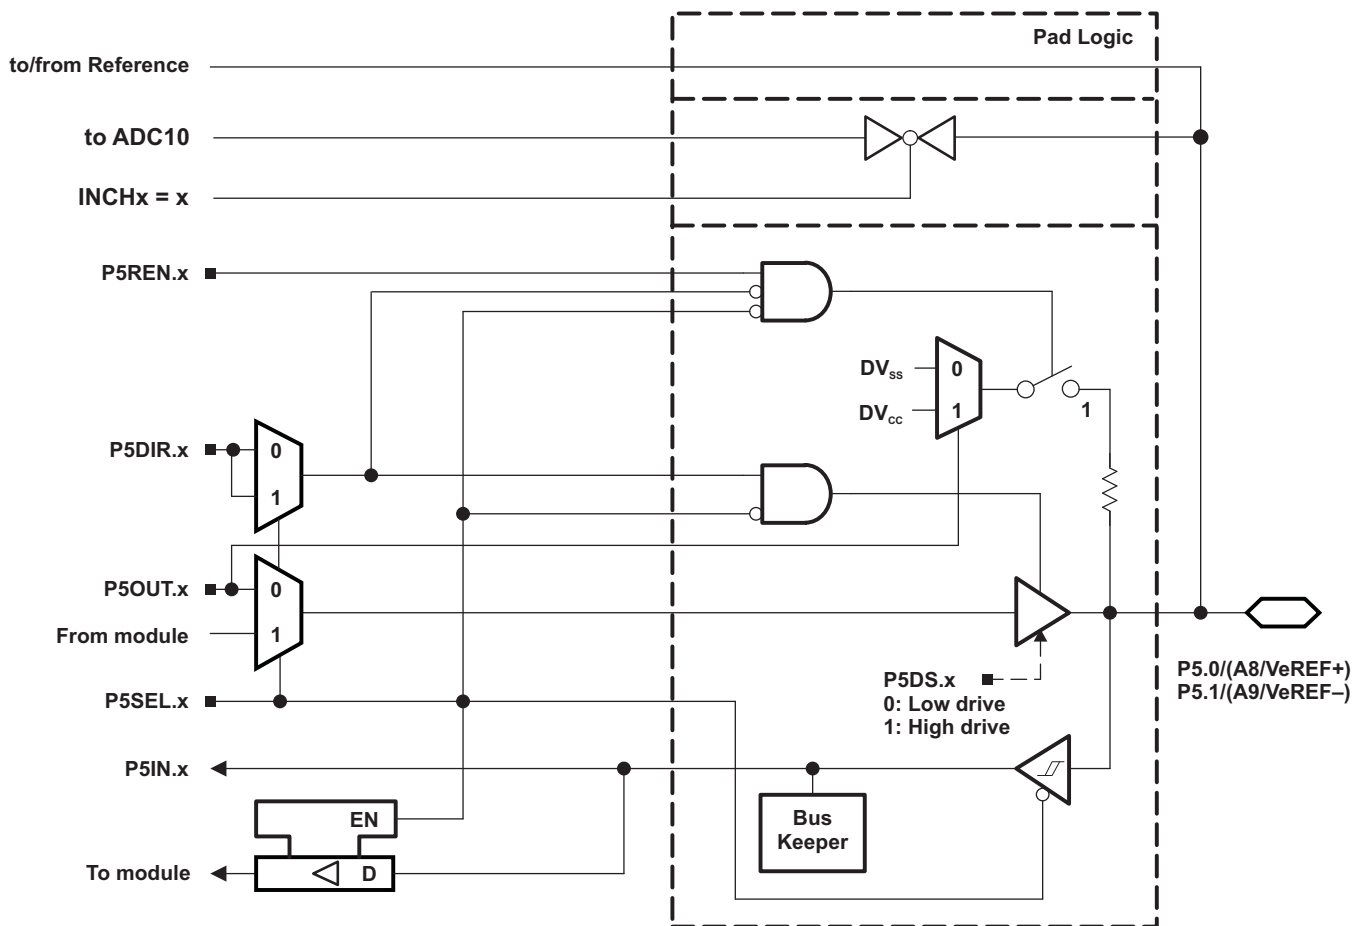 Pad Logic
to/from Reference
to ADC10
INCHx = x
P5REN.x
DVss 0
DVcc 1
1
P5DIR.x 0
1
P5OUT.x 0
From module 1
P5DS.x
0: Low drive
1: High drive
P5.0/(A8/VeREF+)
P5.1/(A9/VeREF–)
P5SEL.x
P5IN.x
Bus
Keeper
EN
To module D